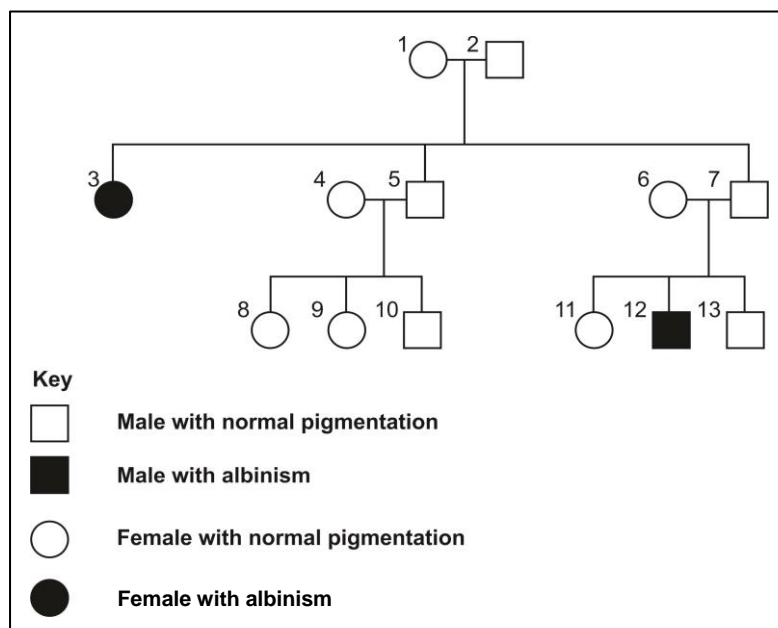 1 2
3 4 5 6 7
8 9 10 11 12 13
Key
Male with normal pigmentation
Male with albinism
Female with normal pigmentation
Female with albinism